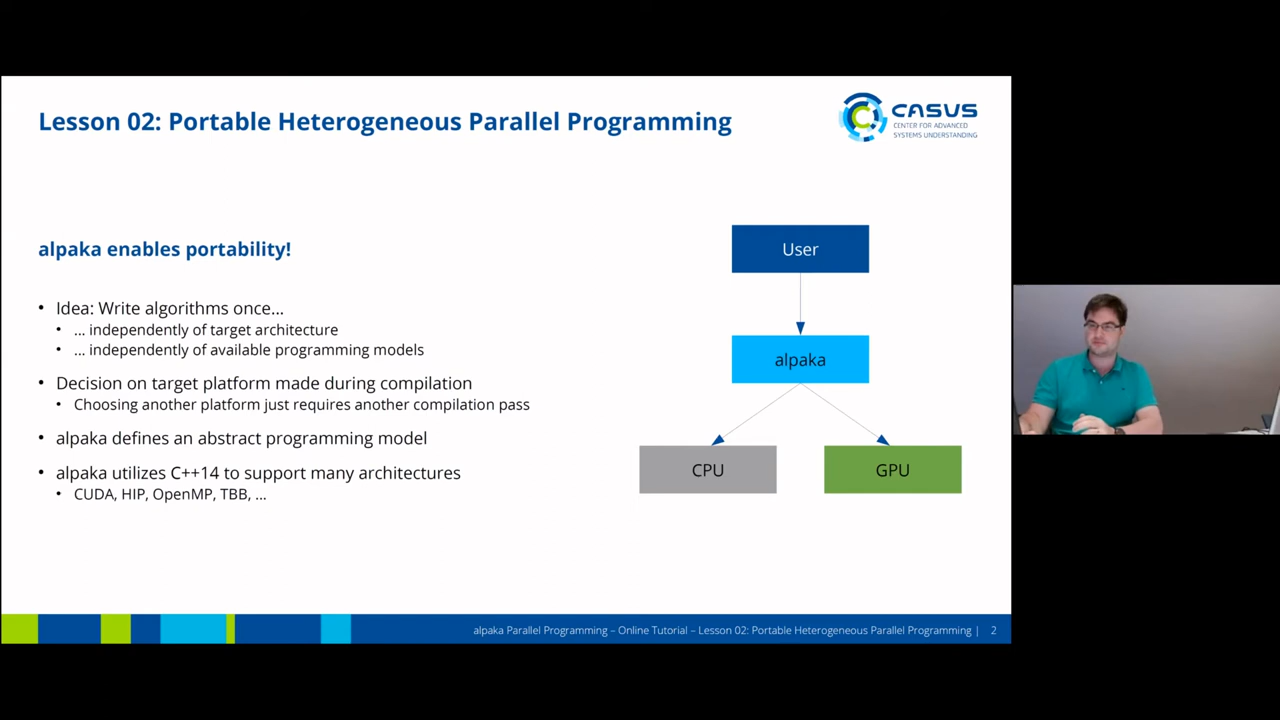 Lesson 02: Portable Heterogeneous Parallel Programming
CASUS
CENTER FOR ADVANCED
SYSTEMS UNDERSTANDING
alpaka enables portability!
• Idea: Write algorithms once...
• ... independently of target architecture
• ... independently of available programming models
• Decision on target platform made during compilation
• Choosing another platform just requires another compilation pass
• alpaka defines an abstract programming model
• alpaka utilizes C++14 to support many architectures
• CUDA, HIP, OpenMP, TBB, ...
User
alpaka
CPU
GPU
alpaka Parallel Programming – Online Tutorial – Lesson 02: Portable Heterogeneous Parallel Programming | 2